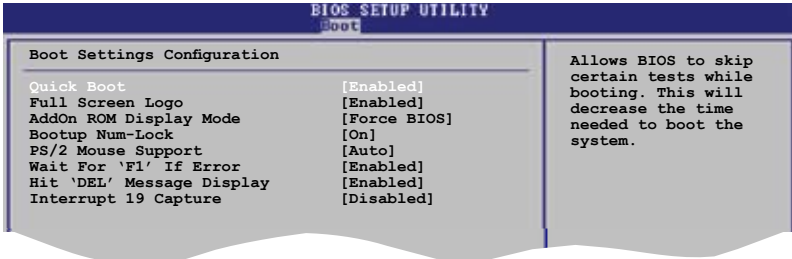 BIOS SETUP UTILITY
Boot
Boot Settings Configuration
Quick Boot [Enabled]
Full Screen Logo [Enabled]
AddOn ROM Display Mode [Force BIOS]
Bootup Num-Lock [On]
PS/2 Mouse Support [Auto]
Wait For ‘F1’ If Error [Enabled]
Hit ‘DEL’ Message Display [Enabled]
Interrupt 19 Capture [Disabled]
Allows BIOS to skip
certain tests while
booting. This will
decrease the time
needed to boot the
system.